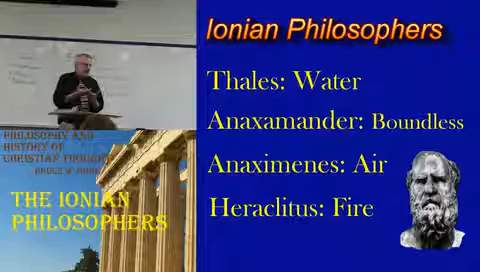 Ionian Philosophers
Thales: Water
Anaxamander: Boundless
Anaximenes: Air
Heraclitus: Fire
Philosophy and
History of
Christian Thought
The Ionian
Philosophers